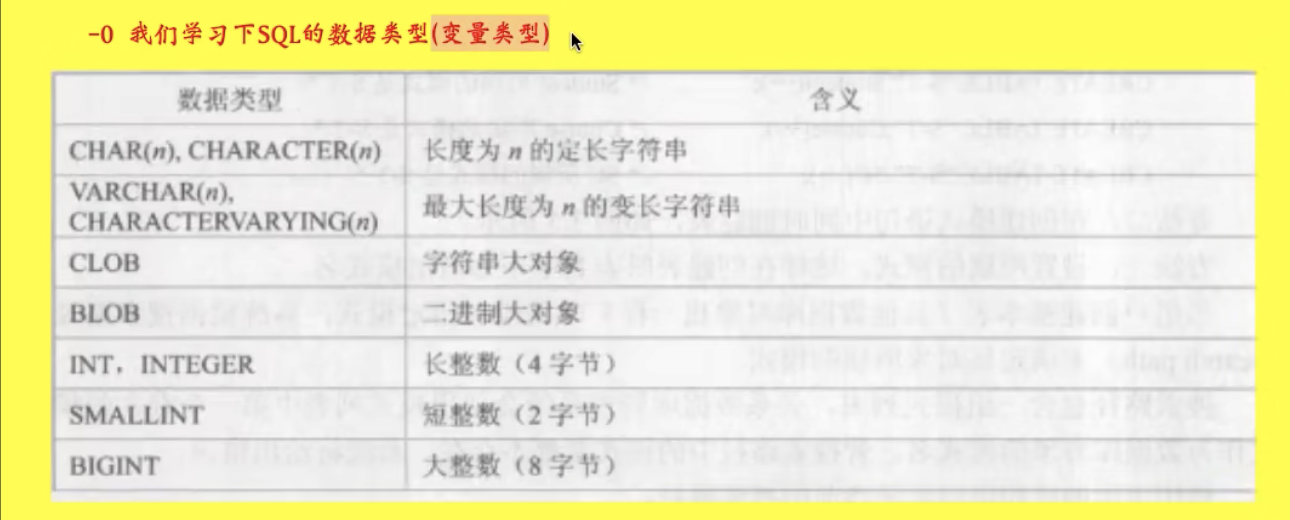 -0 我们学习下SQL的数据类型(变量类型)
数据类型 含义
CHAR(n), CHARACTER(n) 长度为 n 的定长字符串
VARCHAR(n),
CHARACTERVARYING(n) 最大长度为 n 的变长字符串
CLOB 字符串大对象
BLOB 二进制大对象
INT，INTEGER 长整数（4 字节）
SMALLINT 短整数（2 字节）
BIGINT 大整数（8 字节）